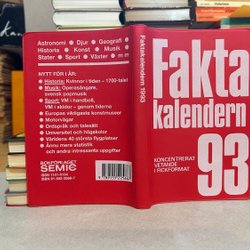 Astronomi • Djur • Geografi
Historia • Konst • Musik
Stater • Sport • Växter m m
NYTT FÖR I ÅR:
• Historia: Kvinnor i tiden – 1700-talet
• Musik: Operasångare,
svensk popmusik
• Sport: VM i handboll,
VM i skidor – genom tiderna
• Europas viktigaste konstmuseer
• Motorvägar
• Ordspråk och talesätt
• Universitet och högskolor
• Världens 40 största flygplatser
• Ännu mera statistik
och andra intressanta uppgifter
BOKFÖRLAGET
SEMIC
Faktakalendern 1993
Fakta
kalendern
93
KONCENTRERAT
VETANDE
I FICKFORMAT